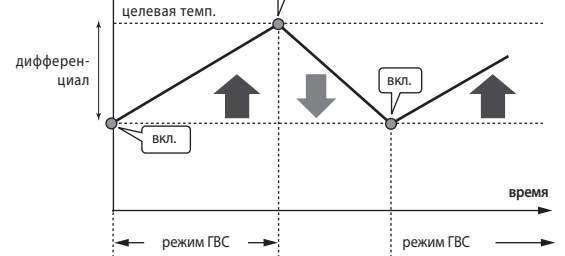 целевая темп.
дифферен-
циал
вкл.
вкл.
время
режим ГВС
режим ГВС